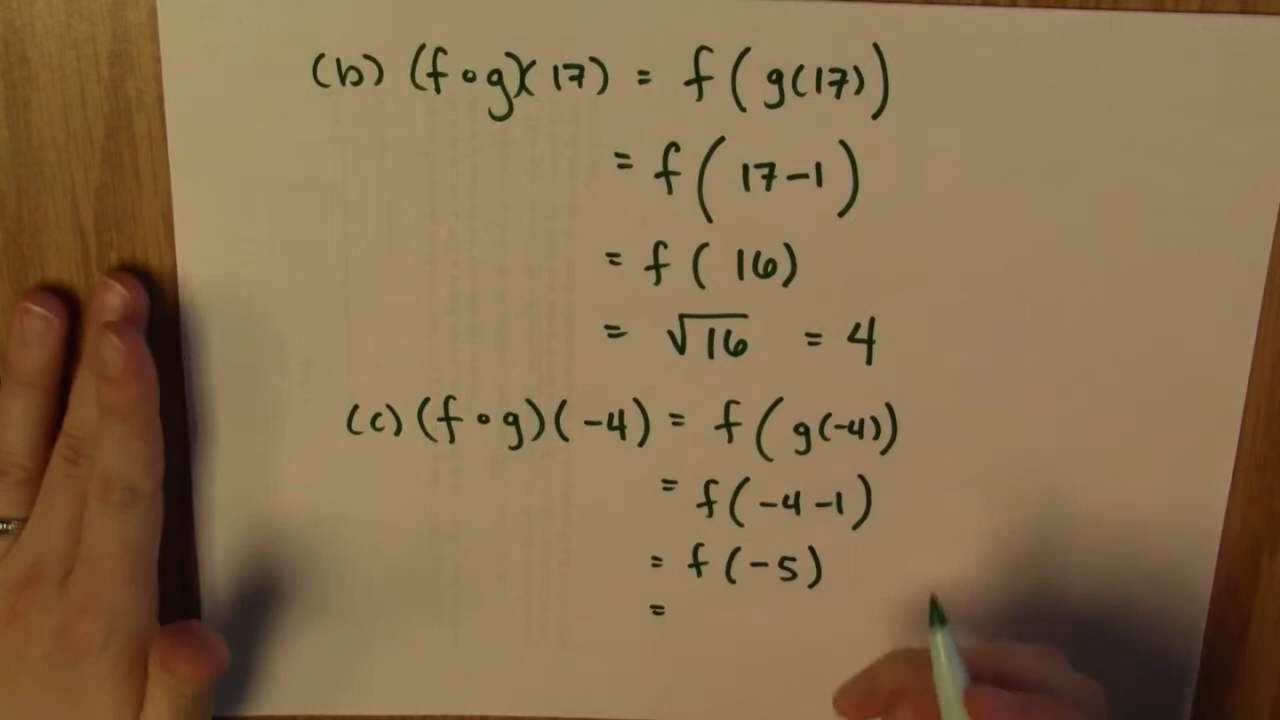 (b) (f∘g)(17) = f(g(17))
= f(17-1)
= f(16)
= √16 = 4
(c) (f∘g)(-4) = f(g(-4))
= f(-4-1)
= f(-5)
=